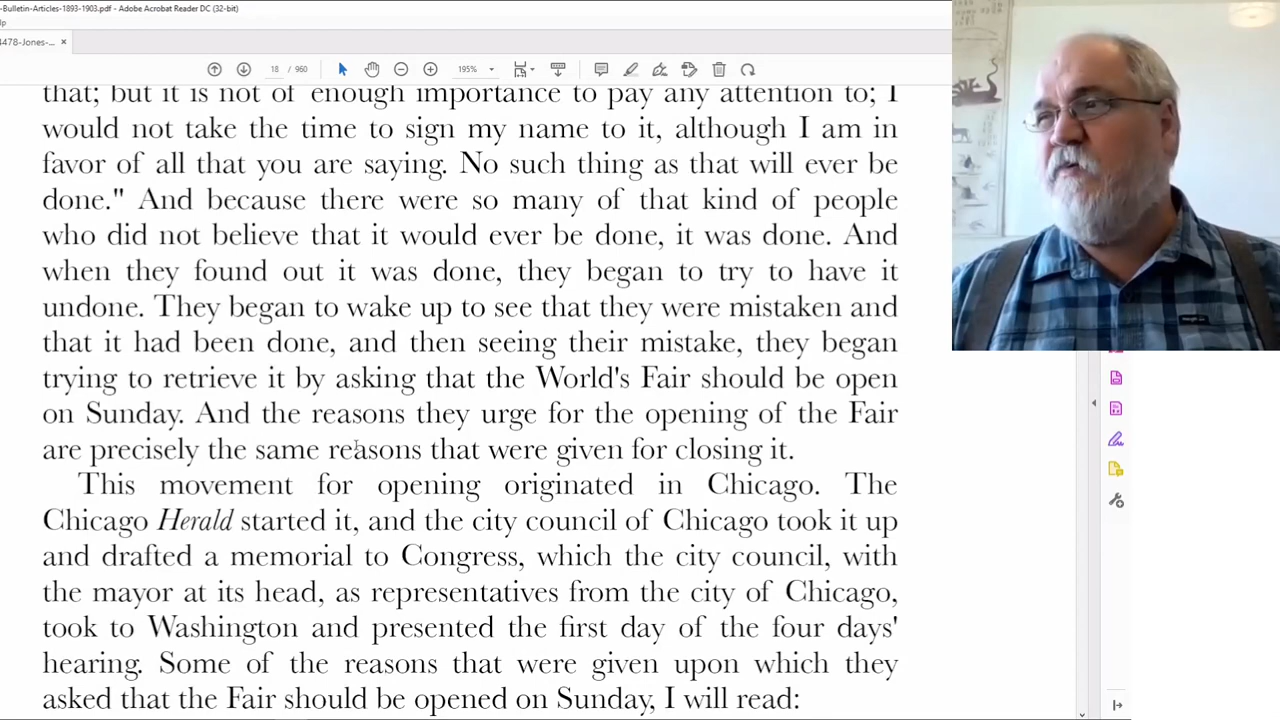 -Bulletin-Articles-1893-1903.pdf - Adobe Acrobat Reader DC (32-bit)
lp
4478-Jones-... ×
18 / 960
195%
that; but it is not of enough importance to pay any attention to; I
would not take the time to sign my name to it, although I am in
favor of all that you are saying. No such thing as that will ever be
done." And because there were so many of that kind of people
who did not believe that it would ever be done, it was done. And
when they found out it was done, they began to try to have it
undone. They began to wake up to see that they were mistaken and
that it had been done, and then seeing their mistake, they began
trying to retrieve it by asking that the World's Fair should be open
on Sunday. And the reasons they urge for the opening of the Fair
are precisely the same reasons that were given for closing it.
This movement for opening originated in Chicago. The
Chicago Herald started it, and the city council of Chicago took it up
and drafted a memorial to Congress, which the city council, with
the mayor at its head, as representatives from the city of Chicago,
took to Washington and presented the first day of the four days'
hearing. Some of the reasons that were given upon which they
asked that the Fair should be opened on Sunday, I will read: